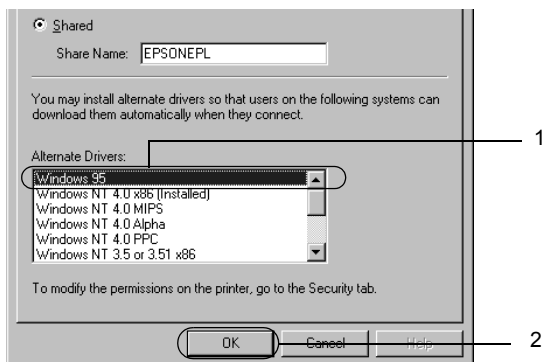 Shared
Share Name: EPSONEPL
You may install alternate drivers so that users on the following systems can
download them automatically when they connect.
Alternate Drivers:
1
Windows 95
Windows NT 4.0 x86 (Installed)
Windows NT 4.0 MIPS
Windows NT 4.0 Alpha
Windows NT 4.0 PPC
Windows NT 3.5 or 3.51 x86
To modify the permissions on the printer, go to the Security tab.
OK Cancel Help 2